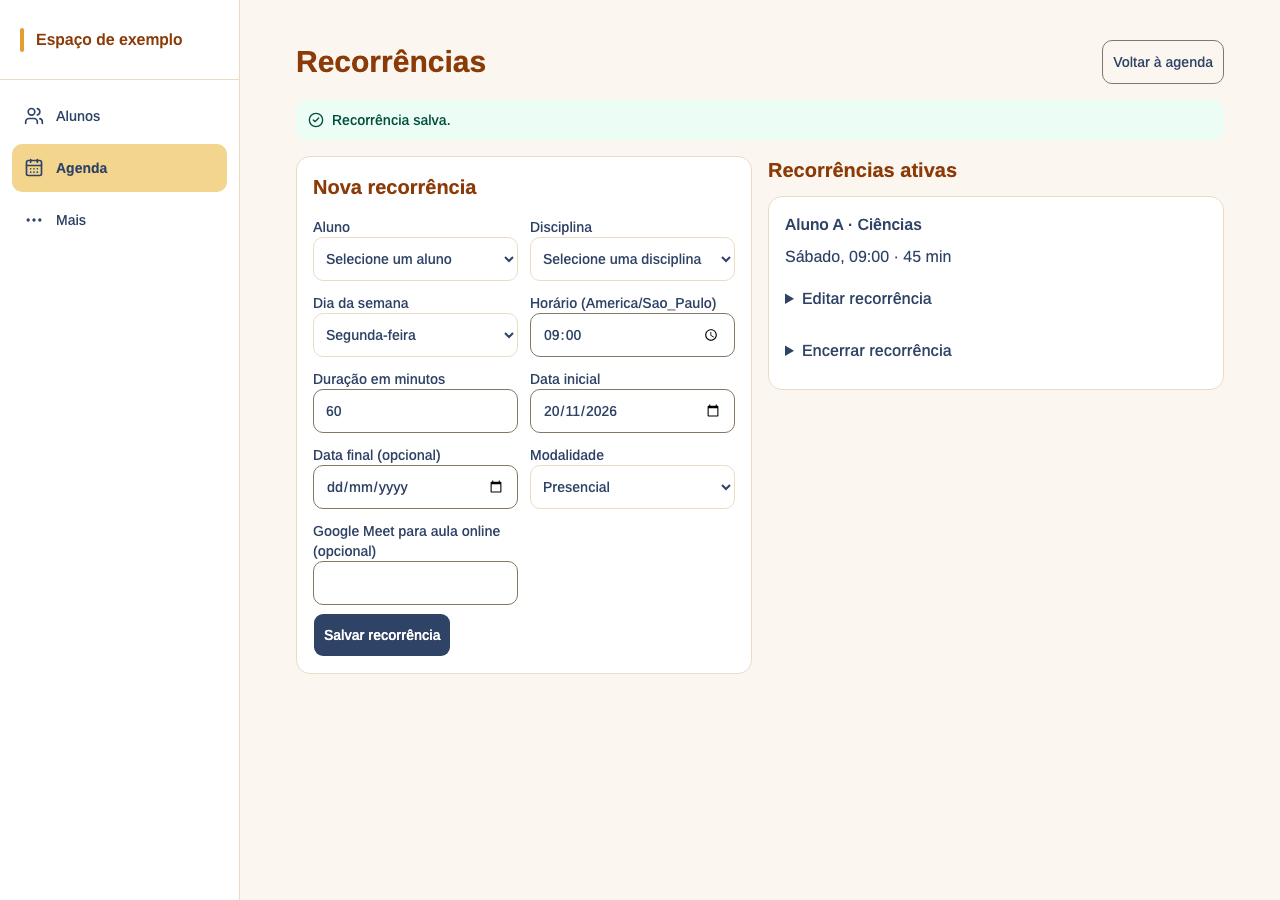 Espaço de exemplo
Alunos
Agenda
Mais
Recorrências
Voltar à agenda
Recorrência salva.
Nova recorrência
Aluno
Disciplina
Selecione um aluno
Selecione uma disciplina
Dia da semana
Horário (America/Sao_Paulo)
Segunda-feira
09:00
Duração em minutos
Data inicial
60
20/11/2026
Data final (opcional)
Modalidade
dd/mm/yyyy
Presencial
Google Meet para aula online
(opcional)
Salvar recorrência
Recorrências ativas
Aluno A · Ciências
Sábado, 09:00 · 45 min
Editar recorrência
Encerrar recorrência